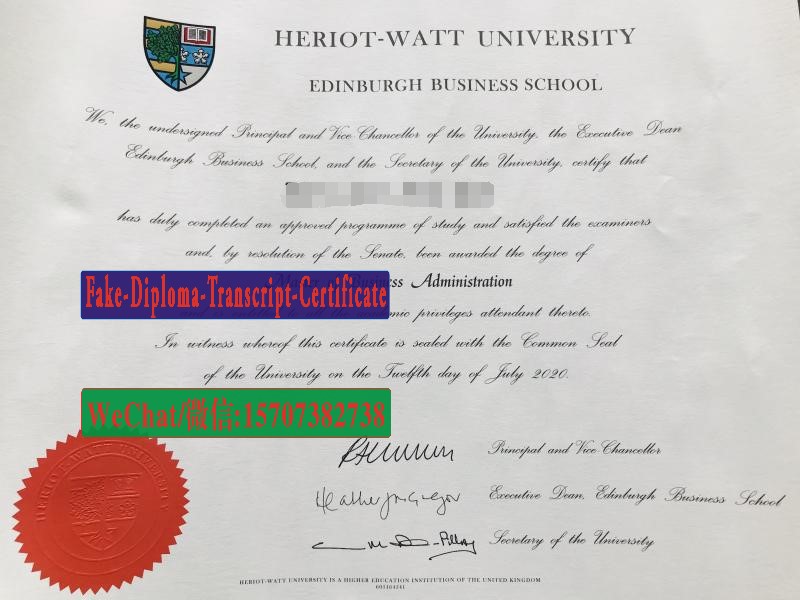 HERIOT-WATT UNIVERSITY
EDINBURGH BUSINESS SCHOOL
We, the undersigned Principal and Vice-Chancellor of the University, the Executive Dean
Edinburgh Business School, and the Secretary of the University, certify that
has duly completed an approved programme of study and satisfied the examiners
and, by resolution of the Senate, been awarded the degree of
Administration
Fake-Diploma-Transcript-Certificate
privileges attendant thereto.
In witness whereof this certificate is sealed with the Common Seal
of the University on the Twelfth day of July 2020.
WeChat/微信:15707382738
Principal and Vice-Chancellor
HERIOT-WATT UNIVERSITY
Heather McGregor
Executive Dean, Edinburgh Business School
Secretary of the University
HERIOT-WATT UNIVERSITY IS A HIGHER EDUCATION INSTITUTION OF THE UNITED KINGDOM